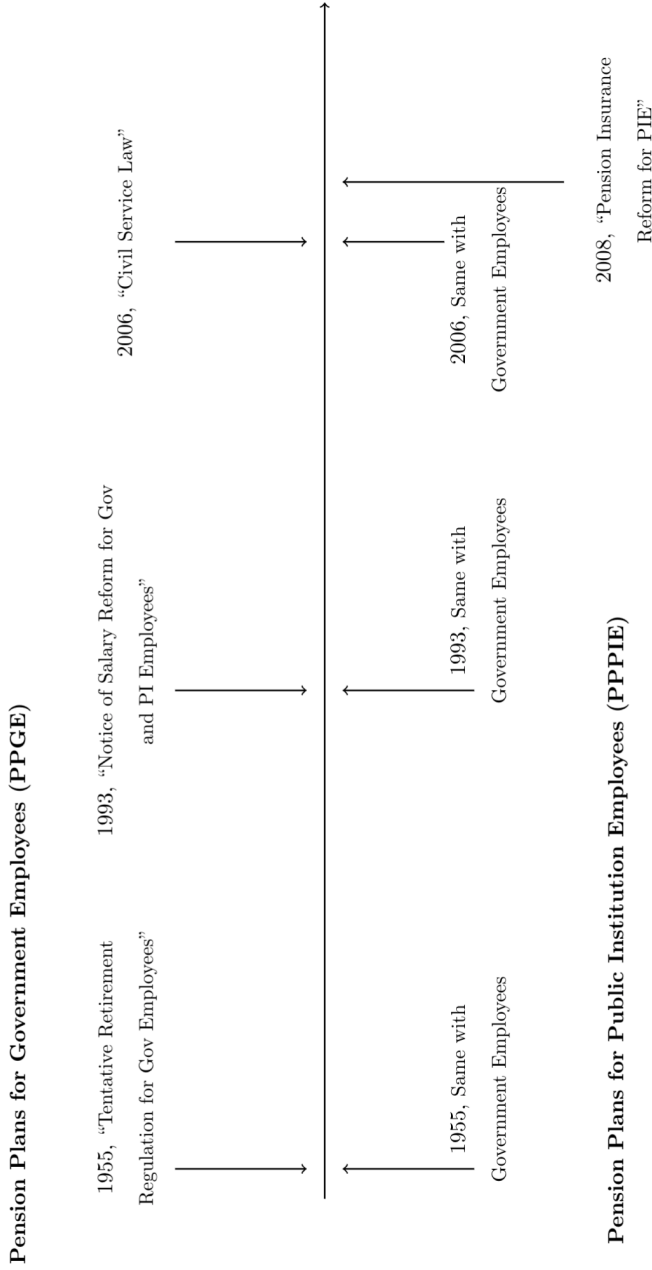 Pension Plans for Government Employees (PPGE)
1955, “Tentative Retirement
Regulation for Gov Employees”
1993, “Notice of Salary Reform for Gov
and PI Employees”
2006, “Civil Service Law”
1955, Same with
Government Employees
1993, Same with
Government Employees
2006, Same with
Government Employees
2008, “Pension Insurance
Reform for PIE”
Pension Plans for Public Institution Employees (PPPIE)